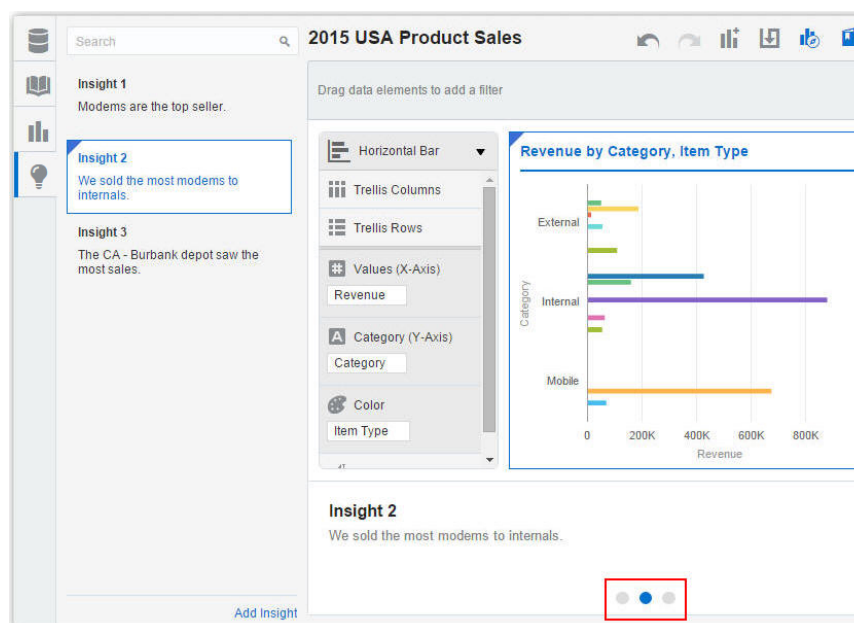 Search
2015 USA Product Sales
Insight 1
Modems are the top seller.
Insight 2
We sold the most modems to
internals.
Insight 3
The CA - Burbank depot saw the
most sales.
Add Insight
Drag data elements to add a filter
Horizontal Bar
Trellis Columns
Trellis Rows
Values (X-Axis)
Revenue
Category (Y-Axis)
Category
Color
Item Type
Revenue by Category, Item Type
Category
External
Internal
Mobile
0 200K 400K 600K 800K
Revenue
Insight 2
We sold the most modems to internals.